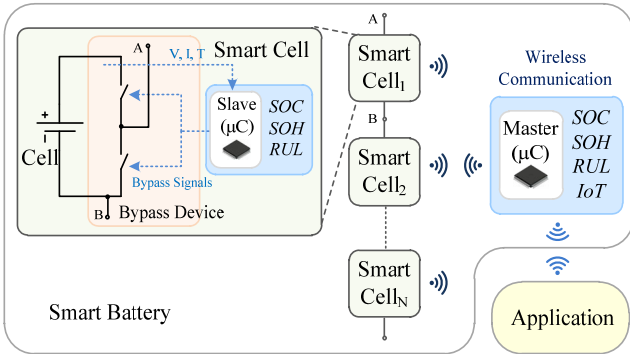 A
V, I, T
Smart Cell
Slave
(μC)
SOC
SOH
RUL
+
-
Cell
Bypass Signals
B
Bypass Device
A
Smart
Cell1
B
Smart
Cell2
Smart
CellN
Wireless
Communication
Master
(μC)
SOC
SOH
RUL
IoT
Smart Battery
Application